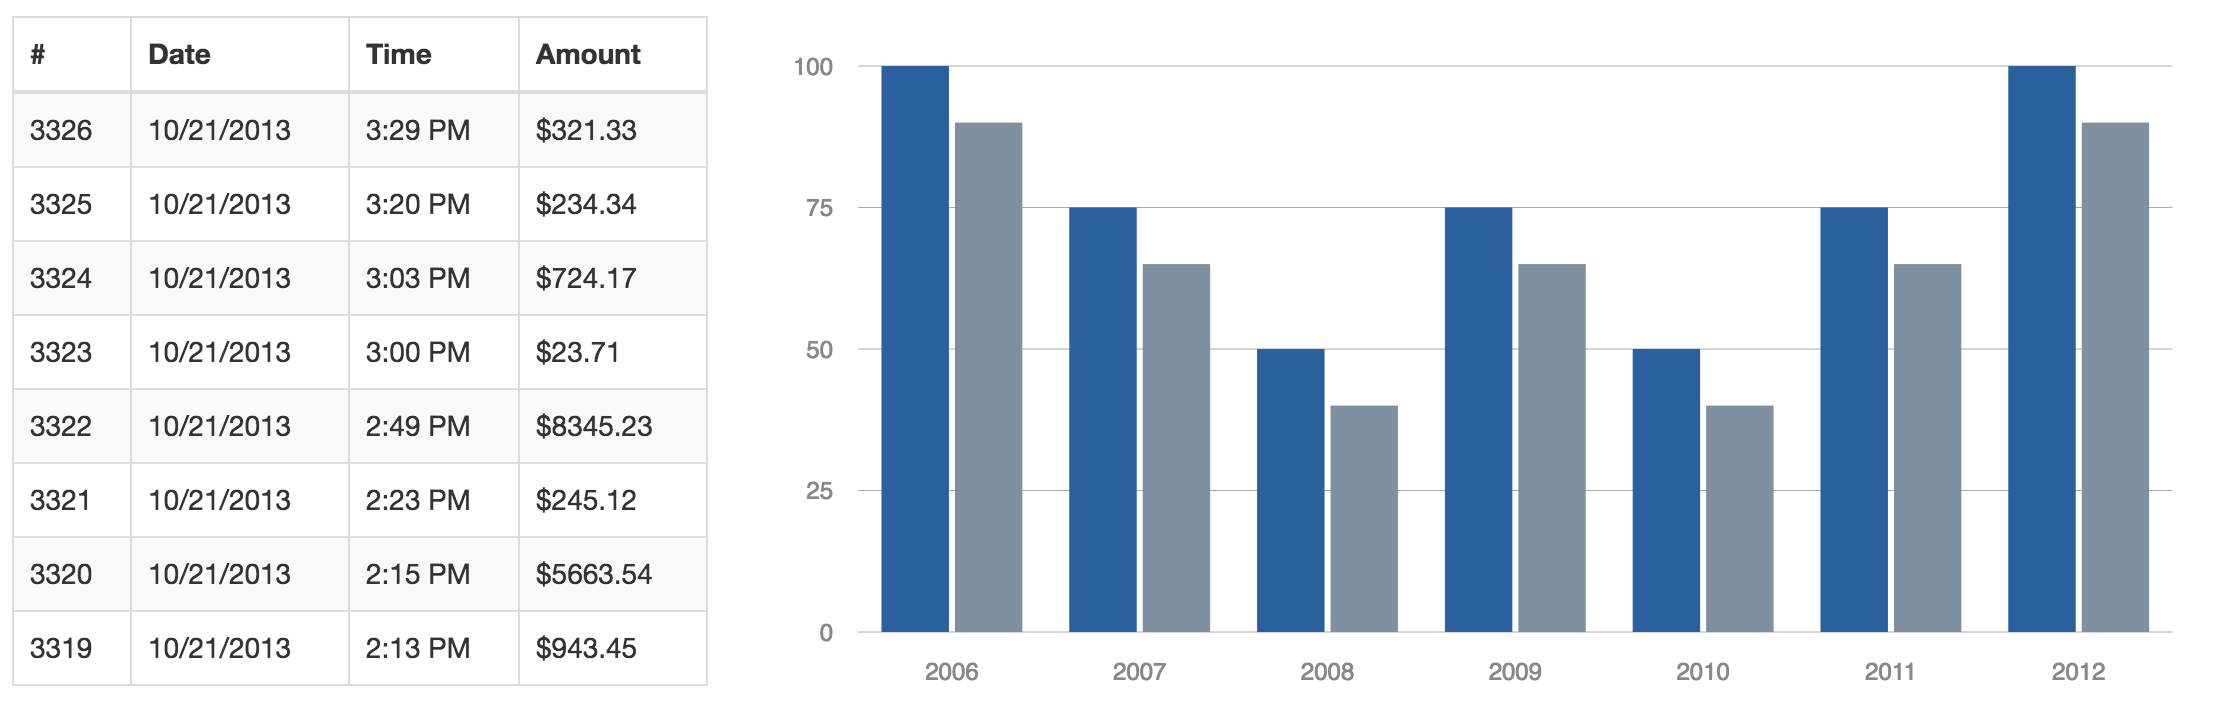 # Date Time Amount
3326 10/21/2013 3:29 PM $321.33
3325 10/21/2013 3:20 PM $234.34
3324 10/21/2013 3:03 PM $724.17
3323 10/21/2013 3:00 PM $23.71
3322 10/21/2013 2:49 PM $8345.23
3321 10/21/2013 2:23 PM $245.12
3320 10/21/2013 2:15 PM $5663.54
3319 10/21/2013 2:13 PM $943.45
100
75
50
25
0
2006 2007 2008 2009 2010 2011 2012